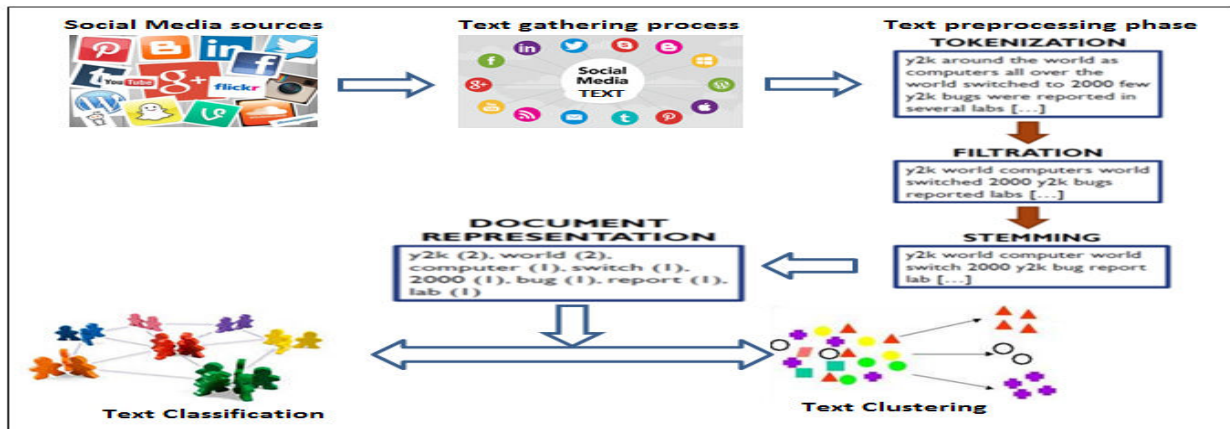 Social Media sources
Text gathering process
Text preprocessing phase
in
You Tube
g+
flickr
Social
Media
TEXT
TOKENIZATION
y2k around the world as
computers all over the
world switched to 2000 few
y2k bugs were reported in
several labs [...]
FILTRATION
y2k world computers world
switched 2000 y2k bugs
reported labs [...]
STEMMING
y2k world computer world
switch 2000 y2k bug report
lab [...]
DOCUMENT
REPRESENTATION
y2k (2), world (2),
computer (1), switch (1),
2000 (1), bug (1), report (1),
lab (1)
Text Classification
Text Clustering